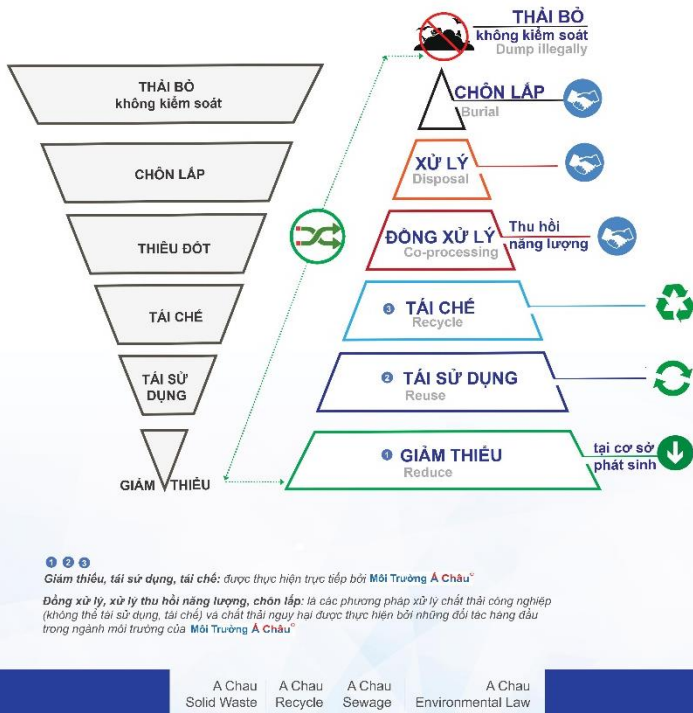 THẢI BỎ
không kiểm soát
CHÔN LẤP
THIÊU ĐỐT
TÁI CHẾ
TÁI SỬ
DỤNG
GIẢM THIỂU
THẢI BỎ
không kiểm soát
Dump illegally
CHÔN LẤP
Burial
XỬ LÝ
Disposal
ĐỒNG XỬ LÝ
Co-processing
Thu hồi
năng lượng
3 TÁI CHẾ
Recycle
2 TÁI SỬ DỤNG
Reuse
1 GIẢM THIỂU
Reduce
tại cơ sở
phát sinh
1 2 3
Giảm thiểu, tái sử dụng, tái chế: được thực hiện trực tiếp bởi Môi Trường Á Châu
Đồng xử lý, xử lý thu hồi năng lượng, chôn lấp: là các phương pháp xử lý chất thải công nghiệp
(không thể tái sử dụng, tái chế) và chất thải nguy hại được thực hiện bởi những đối tác hàng đầu
trong ngành môi trường của Môi Trường Á Châu
A Chau
Solid Waste
A Chau
Recycle
A Chau
Sewage
A Chau
Environmental Law